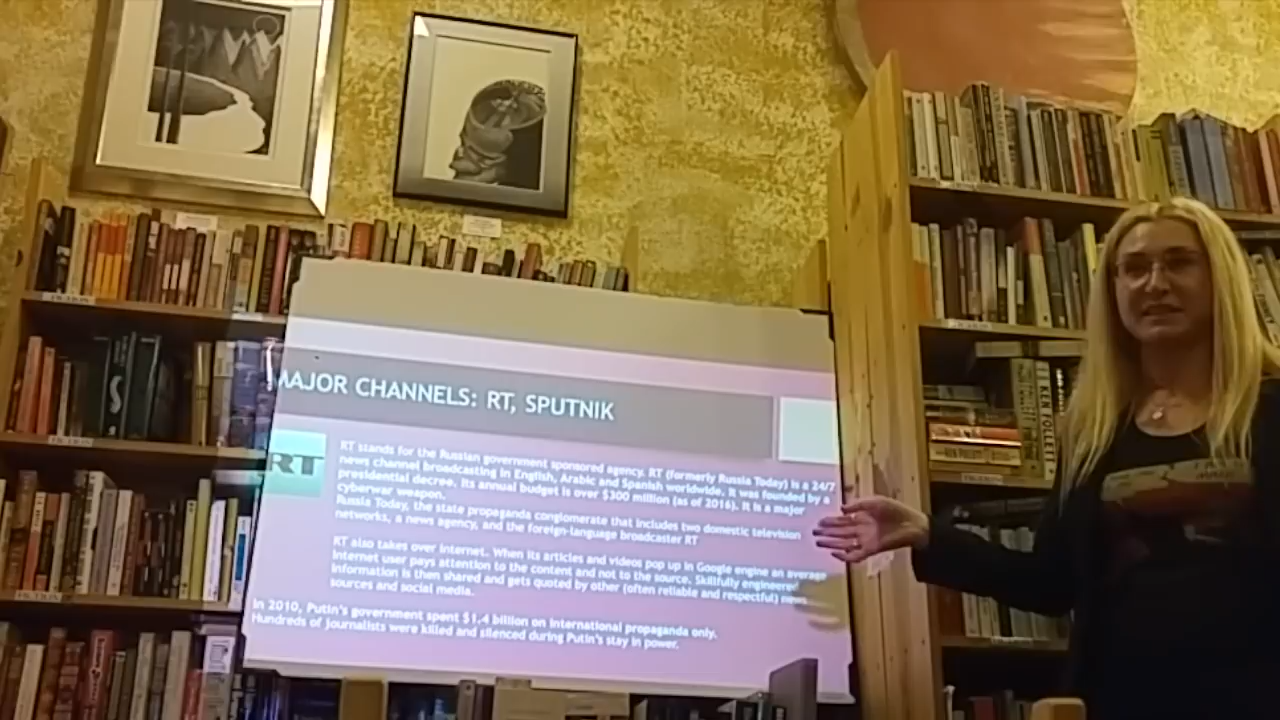 MAJOR CHANNELS: RT, SPUTNIK
RT
RT stands for the Russian government sponsored agency. RT (formerly Russia Today) is a 24/7
news channel broadcasting in English, Arabic and Spanish worldwide. It was founded by a
presidential decree. Its annual budget is over $300 million (as of 2016). It is a major
cyberwar weapon.
Russia Today, the state propaganda conglomerate that includes two domestic television
networks, a news agency, and the foreign-language broadcaster RT
RT also takes over internet. When its articles and videos pop up in Google engine an average
internet user pays attention to the content and not to the source. Skillfully engineered
information is then shared and gets quoted by other (often reliable and respectful) news
sources and social media.
In 2010, Putin's government spent $1,4 billion on international propaganda only.
Hundreds of journalists were killed and silenced during Putin's stay in power.
FICTION
FICTION
FICTION
KEN FOLLETT
KEN FOLLETT